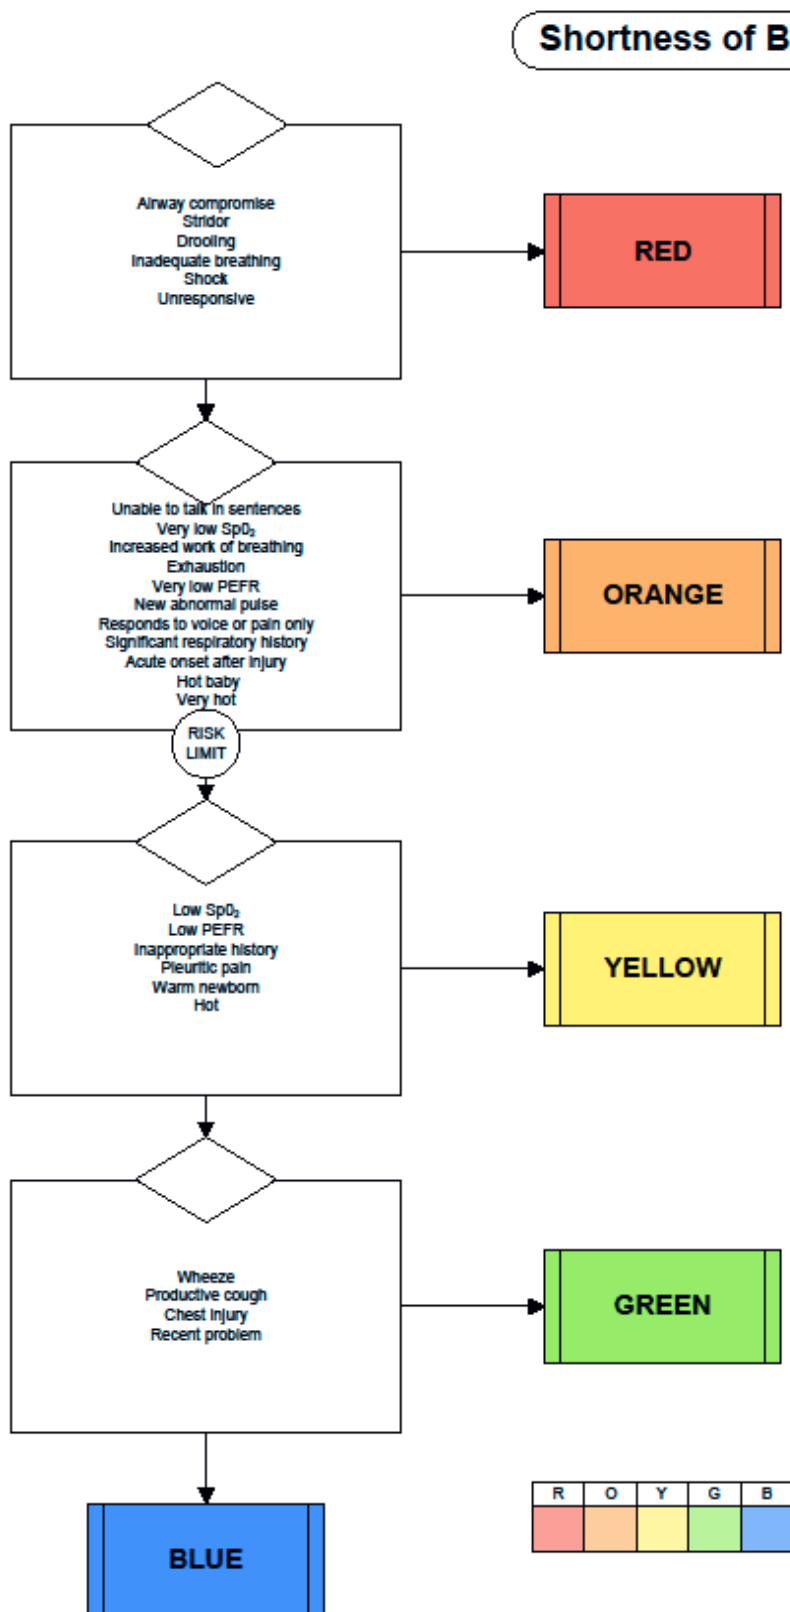 Shortness of B
Airway compromise
Stridor
Drooling
Inadequate breathing
Shock
Unresponsive
RED
Unable to talk in sentences
Very low Sp0₂
Increased work of breathing
Exhaustion
Very low PEFR
New abnormal pulse
Responds to voice or pain only
Significant respiratory history
Acute onset after injury
Hot baby
Very hot
ORANGE
RISK
LIMIT
Low Sp0₂
Low PEFR
Inappropriate history
Pleuritic pain
Warm newborn
Hot
YELLOW
Wheeze
Productive cough
Chest injury
Recent problem
GREEN
R O Y G B
BLUE